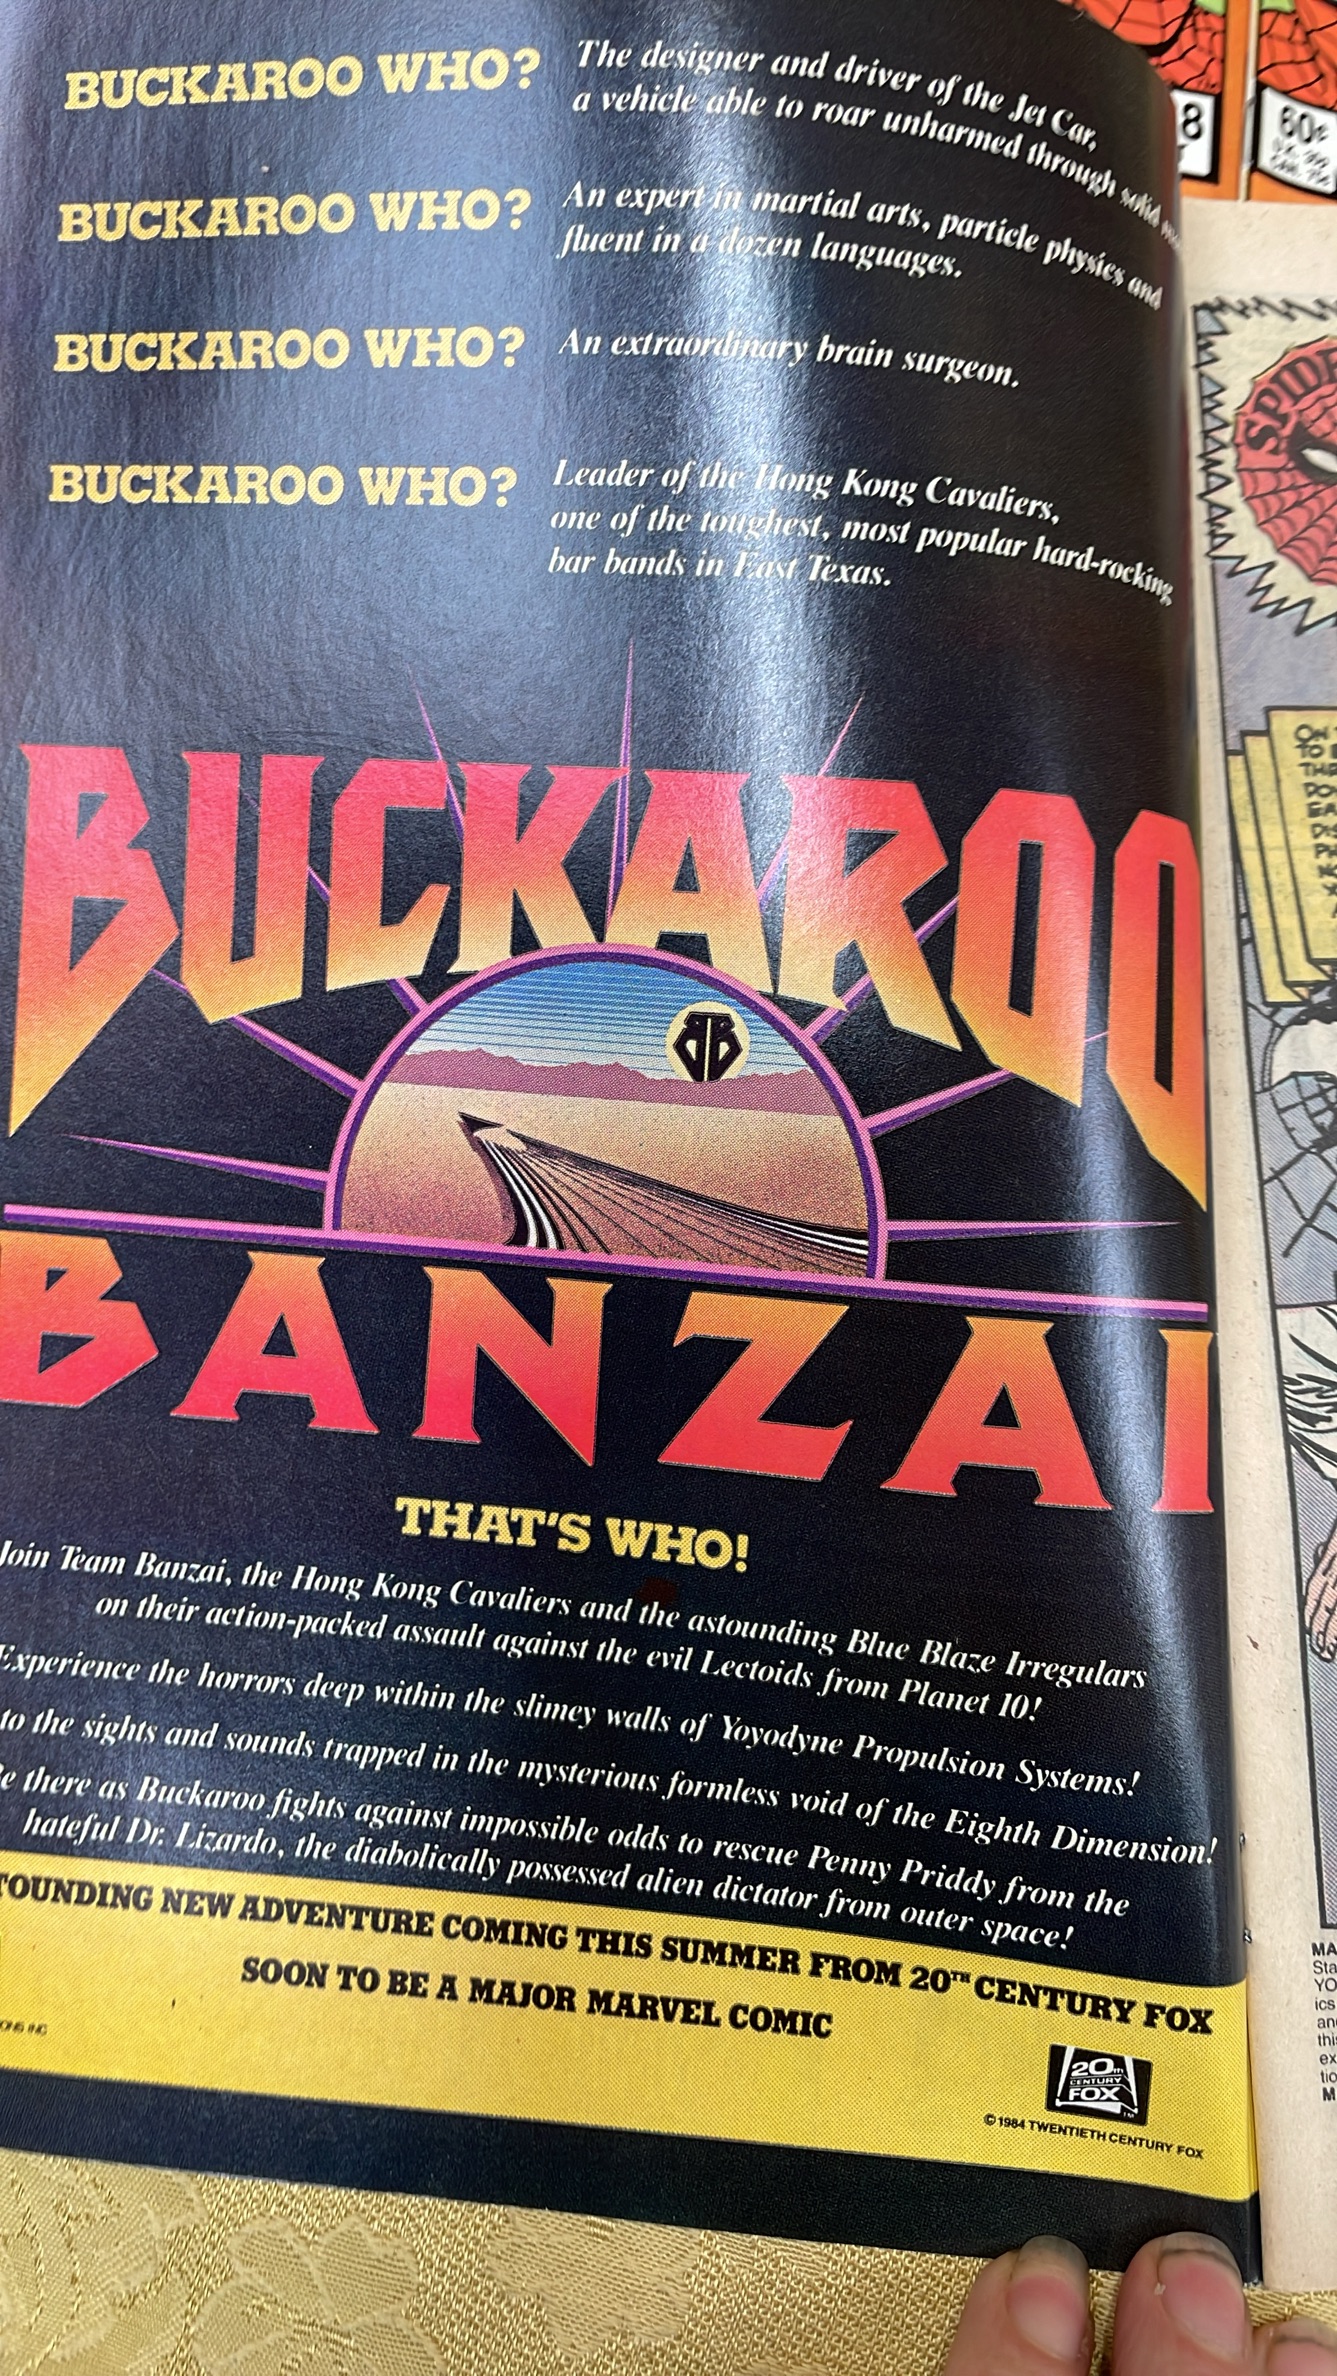 BUCKAROO WHO? The designer and driver of the Jet Car,
a vehicle able to roar unharmed through solid
BUCKAROO WHO? An expert in martial arts, particle physics and
fluent in a dozen languages.
BUCKAROO WHO? An extraordinary brain surgeon.
BUCKAROO WHO? Leader of the Hong Kong Cavaliers,
one of the toughest, most popular hard-rocking
bar bands in East Texas.
BUCKAROO
BANZAI
THAT'S WHO!
Join Team Banzai, the Hong Kong Cavaliers and the astounding Blue Blaze Irregulars
on their action-packed assault against the evil Lectoids from Planet 10!
Experience the horrors deep within the slimey walls of Yoyodyne Propulsion Systems!
to the sights and sounds trapped in the mysterious formless void of the Eighth Dimension!
there as Buckaroo fights against impossible odds to rescue Penny Priddy from the
hateful Dr. Lizardo, the diabolically possessed alien dictator from outer space!
NEW ADVENTURE COMING THIS SUMMER FROM 20TH CENTURY FOX
SOON TO BE A MAJOR MARVEL COMIC
INC
20th
CENTURY
FOX
TM
© 1984 TWENTIETH CENTURY FOX
8
60¢
ON